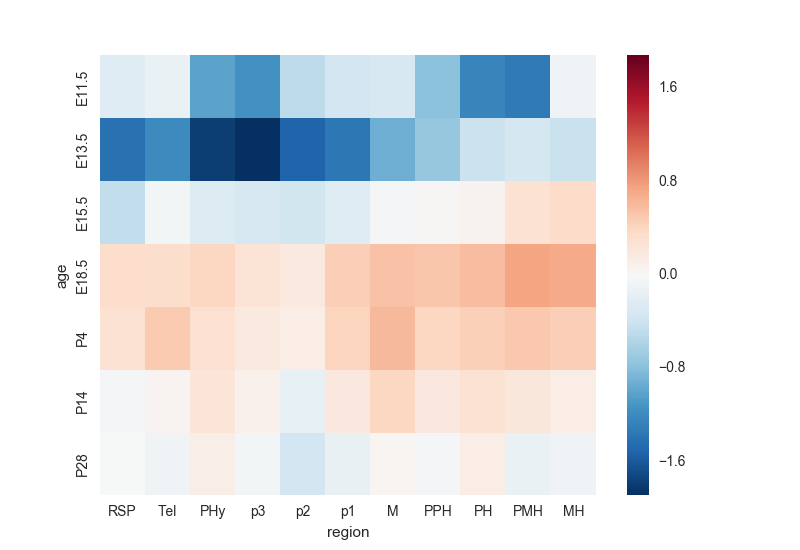 age
E11.5
E13.5
E15.5
E18.5
P4
P14
P28
RSP Tel PHy p3 p2 p1 M PPH PH PMH MH
region
1.6
0.8
0.0
−0.8
−1.6